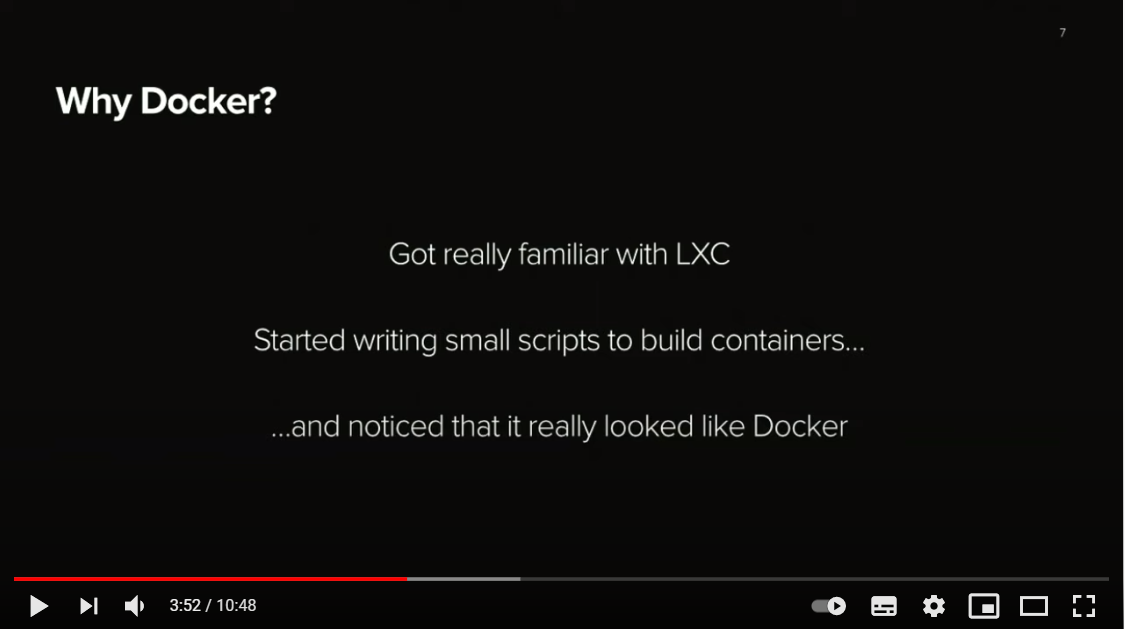 7
Why Docker?
Got really familiar with LXC
Started writing small scripts to build containers...
...and noticed that it really looked like Docker
3:52 / 10:48